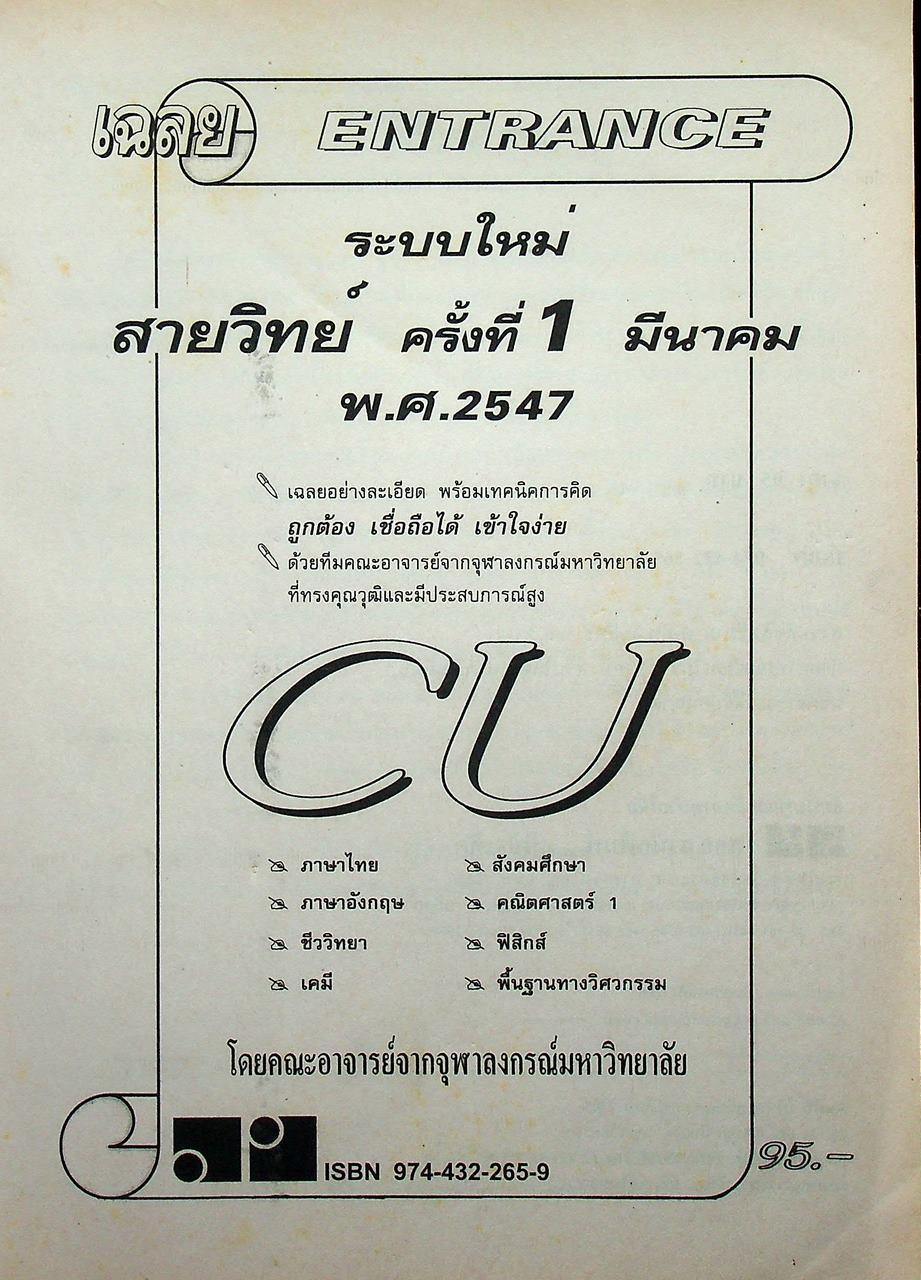 เฉลย ENTRANCE
ระบบใหม่
สายวิทย์ ครั้งที่ 1 มีนาคม
พ.ศ.2547
เฉลยอย่างละเอียด พร้อมเทคนิคการคิด
ถูกต้อง เชื่อถือได้ เข้าใจง่าย
ด้วยทีมคณะอาจารย์จากจุฬาลงกรณ์มหาวิทยาลัย
ที่ทรงคุณวุฒิและมีประสบการณ์สูง
CU
ภาษาไทย
ภาษาอังกฤษ
ชีววิทยา
เคมี
สังคมศึกษา
คณิตศาสตร์ 1
ฟิสิกส์
พื้นฐานทางวิศวกรรม
โดยคณะอาจารย์จากจุฬาลงกรณ์มหาวิทยาลัย
ISBN 974-432-265-9
95.-